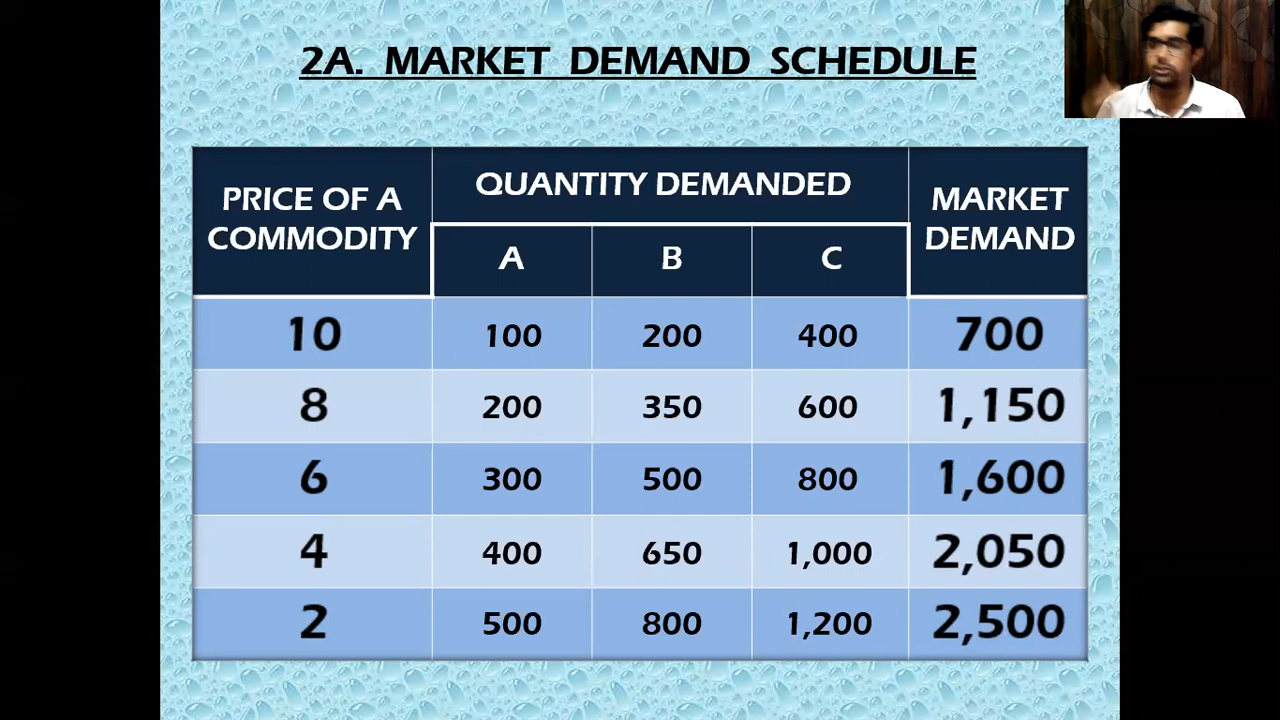 2A. MARKET DEMAND SCHEDULE
PRICE OF A COMMODITY
QUANTITY DEMANDED
MARKET DEMAND
A B C
10 100 200 400 700
8 200 350 600 1,150
6 300 500 800 1,600
4 400 650 1,000 2,050
2 500 800 1,200 2,500